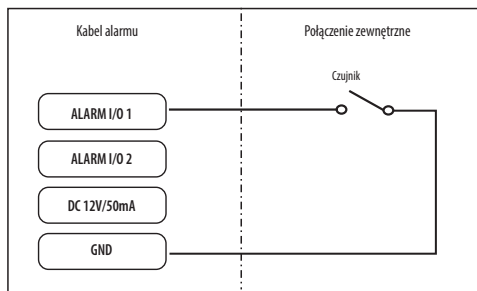 Kabel alarmu
Połączenie zewnętrzne
Czujnik
ALARM I/O 1
ALARM I/O 2
DC 12V/50mA
GND